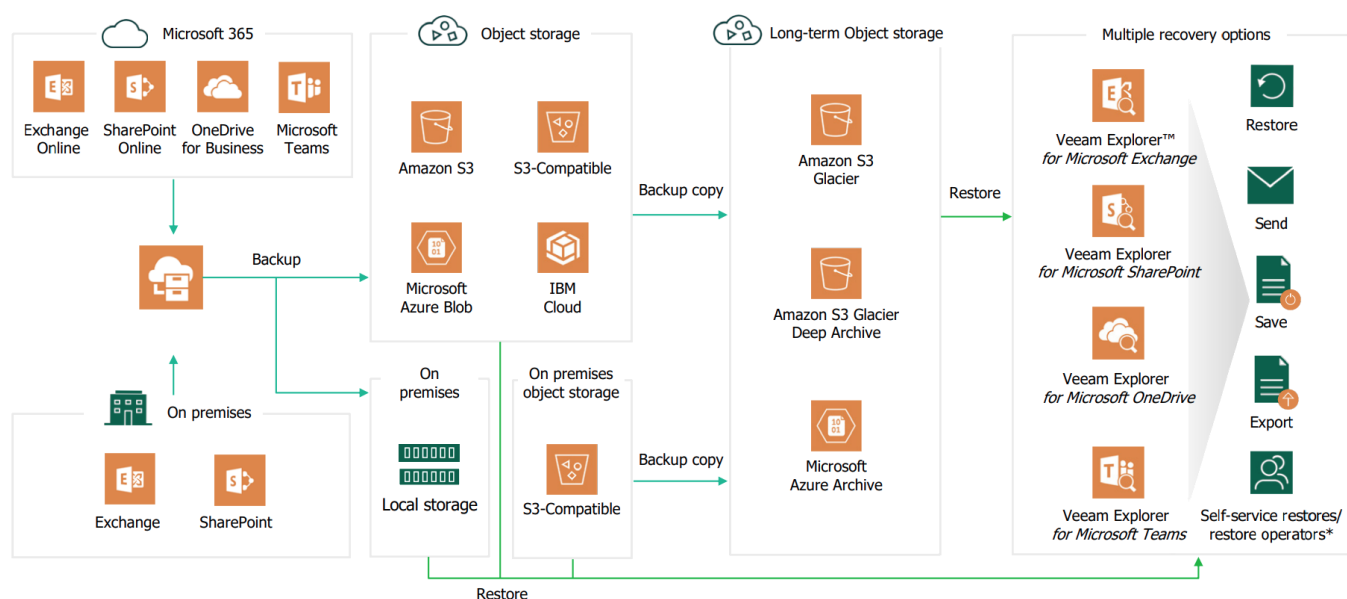 Microsoft 365
Exchange
Online
SharePoint
Online
OneDrive
for Business
Microsoft
Teams
Backup
On premises
Exchange
SharePoint
Object storage
Amazon S3
S3-Compatible
Microsoft
Azure Blob
IBM
Cloud
On
premises
Local storage
On premises
object storage
S3-Compatible
Backup copy
Backup copy
Long-term Object storage
Amazon S3
Glacier
Amazon S3 Glacier
Deep Archive
Microsoft
Azure Archive
Restore
Restore
Multiple recovery options
Veeam Explorer™
for Microsoft Exchange
Veeam Explorer
for Microsoft SharePoint
Veeam Explorer
for Microsoft OneDrive
Veeam Explorer
for Microsoft Teams
Restore
Send
Save
Export
Self-service restores/
restore operators*